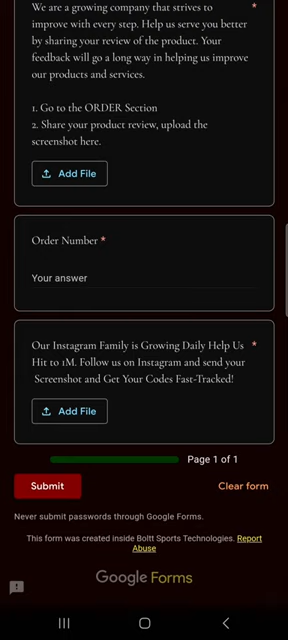 We are a growing company that strives to *
improve with every step. Help us serve you better
by sharing your review of the product. Your
feedback will go a long way in helping us improve
our products and services.
1. Go to the ORDER Section
2. Share your product review, upload the
screenshot here.
Add File
Order Number *
Your answer
Our Instagram Family is Growing Daily Help Us *
Hit to 1M. Follow us on Instagram and send your
Screenshot and Get Your Codes Fast-Tracked!
Add File
Page 1 of 1
Submit
Clear form
Never submit passwords through Google Forms.
This form was created inside Boltt Sports Technologies. Report
Abuse
Google Forms